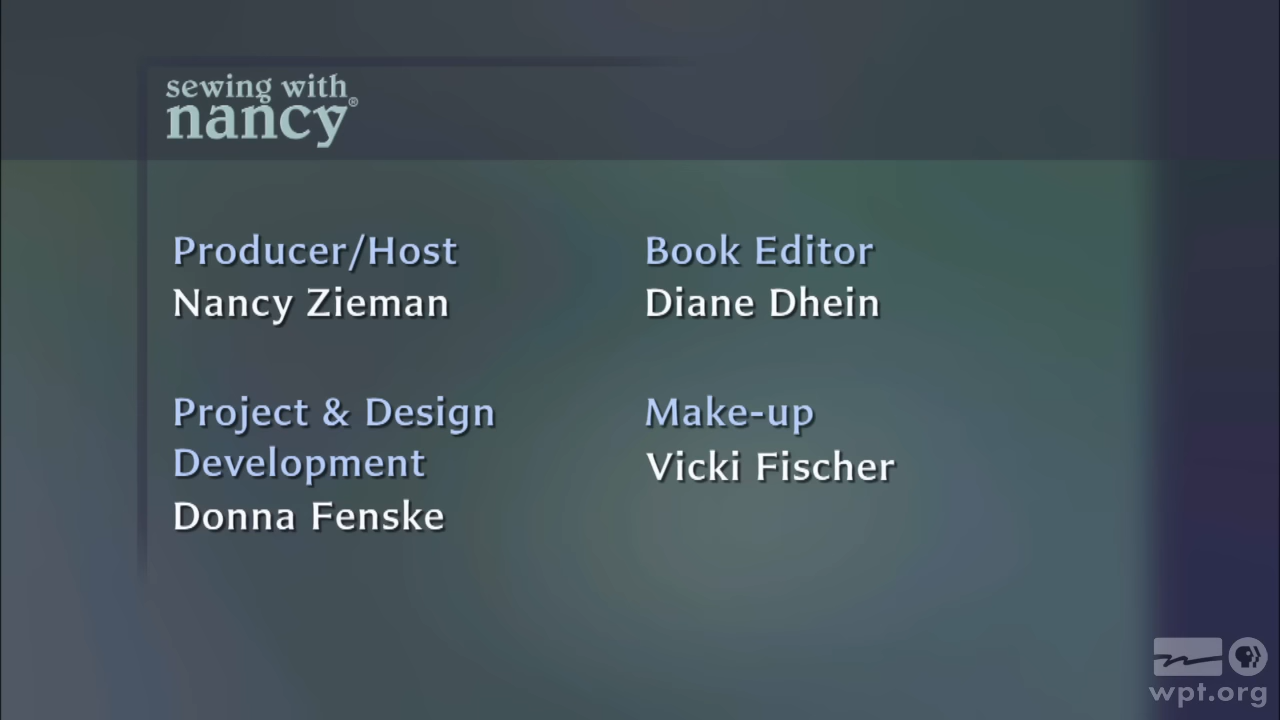 sewing with
nancy®
Producer/Host
Nancy Zieman
Project & Design
Development
Donna Fenske
Book Editor
Diane Dhein
Make-up
Vicki Fischer
wpt.org